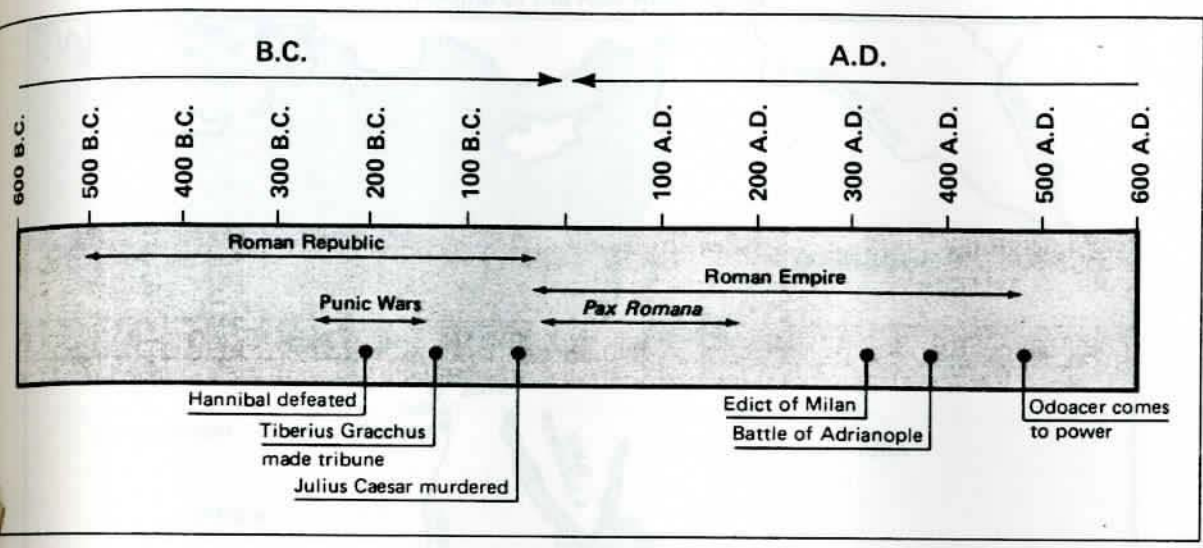 B.C. A.D.
600 B.C. 500 B.C. 400 B.C. 300 B.C. 200 B.C. 100 B.C. 100 A.D. 200 A.D. 300 A.D. 400 A.D. 500 A.D. 600 A.D.
Roman Republic
Roman Empire
Punic Wars
Pax Romana
Hannibal defeated
Tiberius Gracchus
made tribune
Julius Caesar murdered
Edict of Milan
Battle of Adrianople
Odoacer comes
to power